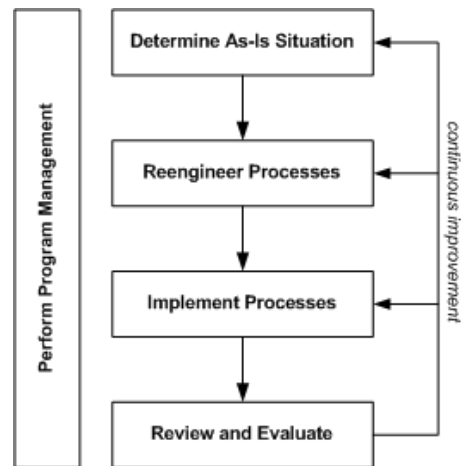 Perform Program Management
Determine As-Is Situation
Reengineer Processes
Implement Processes
Review and Evaluate
continuous improvement